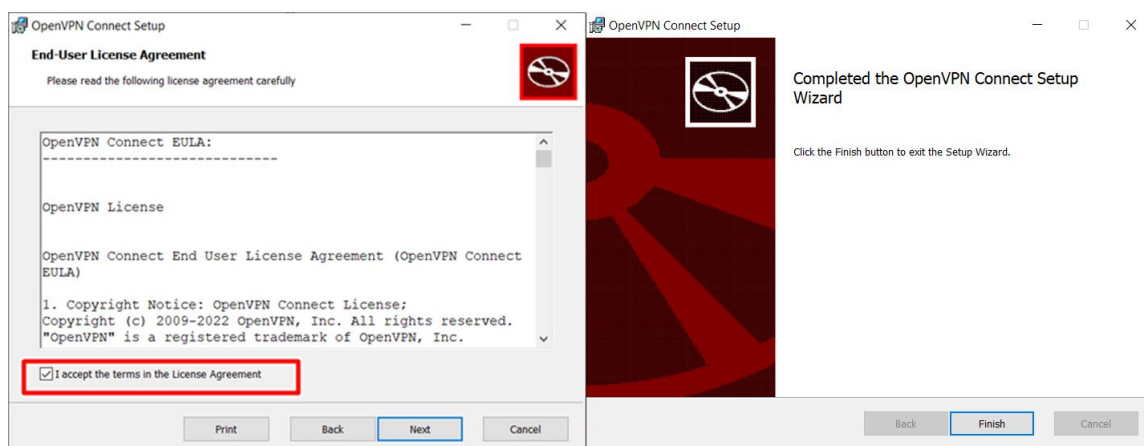 OpenVPN Connect Setup
End-User License Agreement
Please read the following license agreement carefully
OpenVPN Connect EULA:
-----------------------------
OpenVPN License
OpenVPN Connect End User License Agreement (OpenVPN Connect
EULA)
1. Copyright Notice: OpenVPN Connect License;
Copyright (c) 2009-2022 OpenVPN, Inc. All rights reserved.
"OpenVPN" is a registered trademark of OpenVPN, Inc.
I accept the terms in the License Agreement
Print
Back
Next
Cancel
OpenVPN Connect Setup
Completed the OpenVPN Connect Setup
Wizard
Click the Finish button to exit the Setup Wizard.
Back
Finish
Cancel